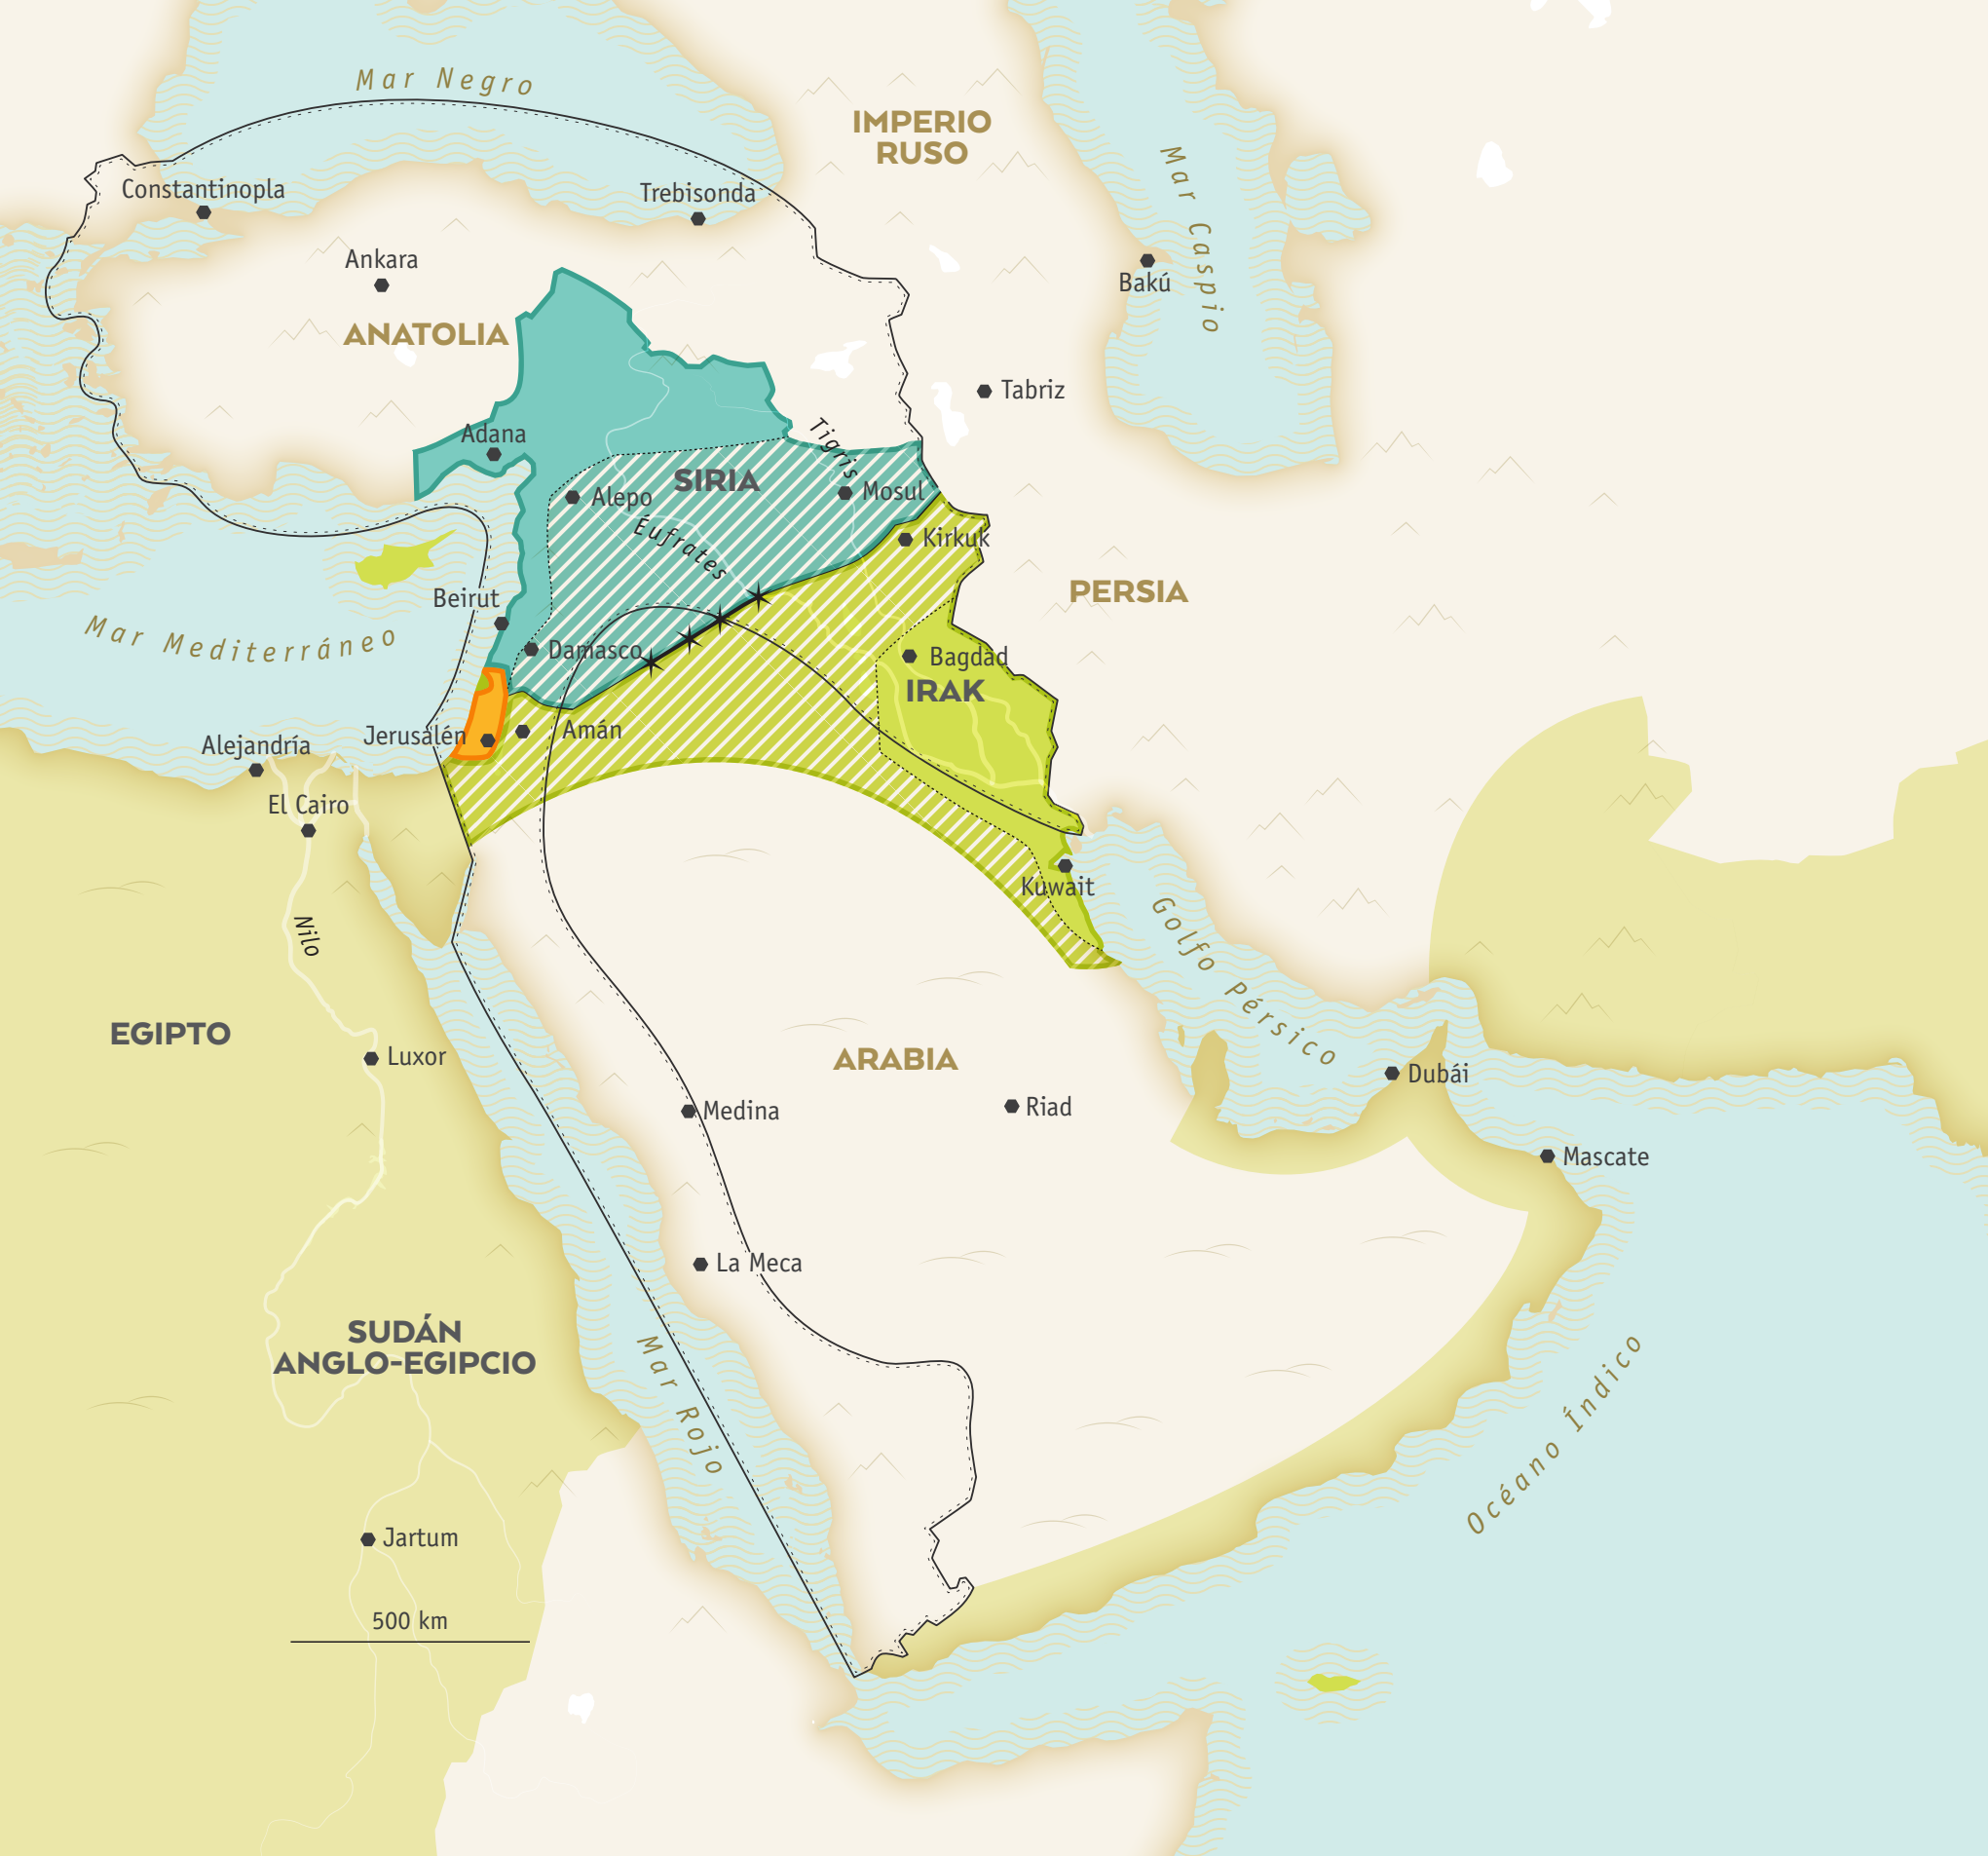 Mar Negro
IMPERIO
RUSO
Mar Caspio
Constantinopla
Trebisonda
Ankara
Bakú
ANATOLIA
Tabriz
Adana
Tigris
SIRIA
Alepo
Mosul
Éufrates
Kirkuk
PERSIA
Beirut
Mar Mediterráneo
Damasco
Bagdad
IRAK
Jerusalén
Amán
Alejandría
El Cairo
Kuwait
Nilo
Golfo Pérsico
EGIPTO
Luxor
ARABIA
Dubái
Medina
Riad
Mascate
La Meca
SUDÁN
ANGLO-EGIPCIO
Mar Rojo
Océano Índico
Jartum
500 km